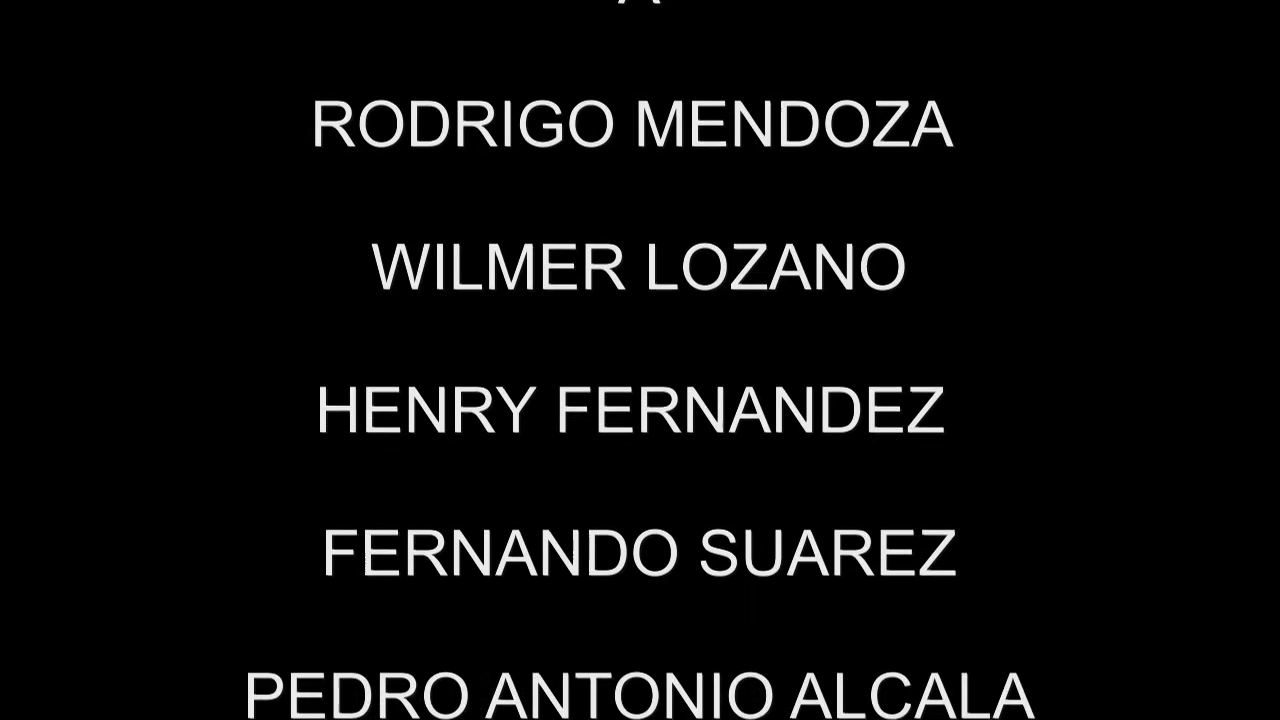 A
RODRIGO MENDOZA
WILMER LOZANO
HENRY FERNANDEZ
FERNANDO SUAREZ
PEDRO ANTONIO ALCALA